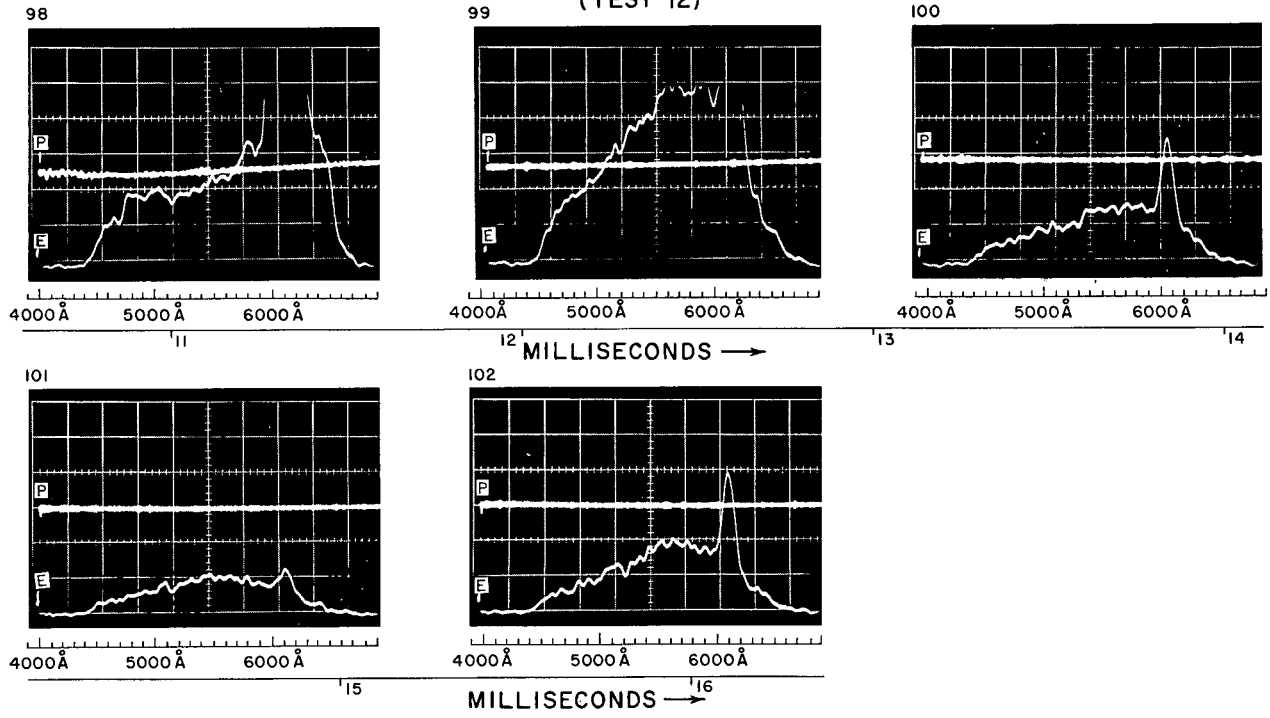 (TEST 12)
98
99
100
P
P
P
E
E
E
4000Å 5000Å 6000Å
4000Å 5000Å 6000Å
4000Å 5000Å 6000Å
11 12 13 14
MILLISECONDS →
101
102
P
P
E
E
4000Å 5000Å 6000Å
4000Å 5000Å 6000Å
15 16
MILLISECONDS →